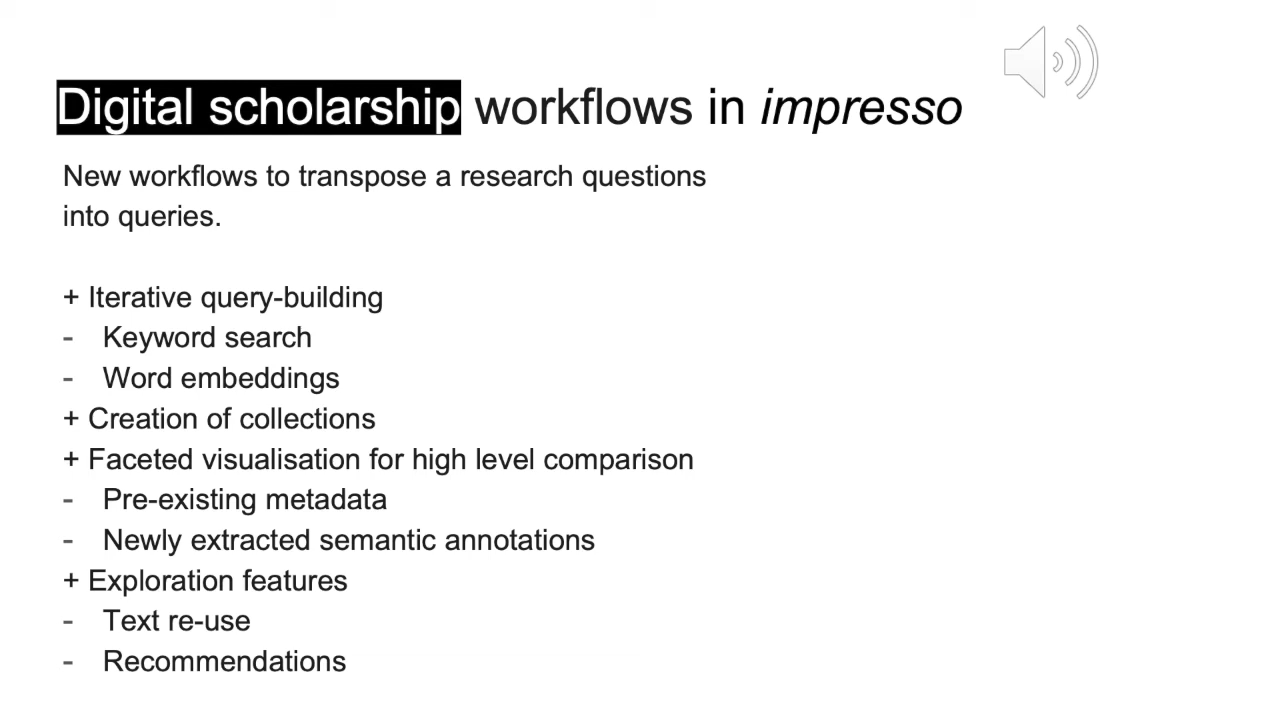 Digital scholarship workflows in impresso
New workflows to transpose a research questions
into queries.
+ Iterative query-building
- Keyword search
- Word embeddings
+ Creation of collections
+ Faceted visualisation for high level comparison
- Pre-existing metadata
- Newly extracted semantic annotations
+ Exploration features
- Text re-use
- Recommendations